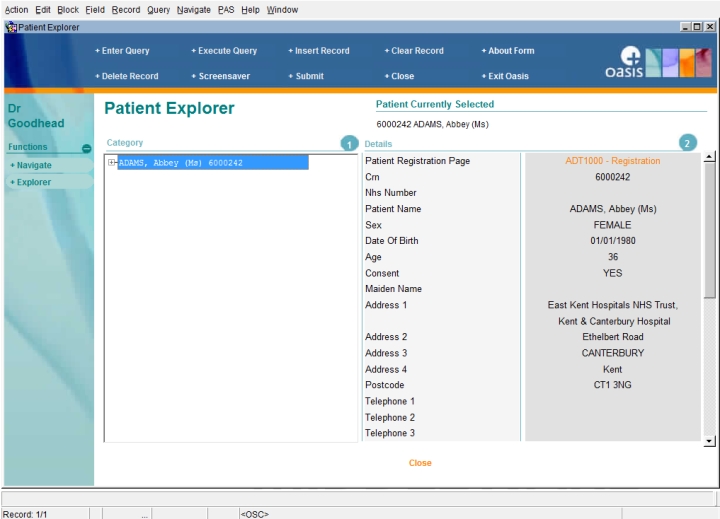 Action Edit Block Field Record Query Navigate PAS Help Window
Patient Explorer
+ Enter Query + Execute Query + Insert Record + Clear Record + About Form
+ Delete Record + Screensaver + Submit + Close + Exit Oasis
oasis
Dr Goodhead
Functions
+ Navigate
+ Explorer
Patient Explorer
Patient Currently Selected
6000242 ADAMS, Abbey (Ms)
Category 1
ADAMS, Abbey (Ms) 6000242
Details 2
Patient Registration Page ADT1000 - Registration
Crn 6000242
Nhs Number
Patient Name ADAMS, Abbey (Ms)
Sex FEMALE
Date Of Birth 01/01/1980
Age 36
Consent YES
Maiden Name
Address 1 East Kent Hospitals NHS Trust,
Kent & Canterbury Hospital
Address 2 Ethelbert Road
Address 3 CANTERBURY
Address 4 Kent
Postcode CT1 3NG
Telephone 1
Telephone 2
Telephone 3
Close
Record: 1/1 ... <OSC>